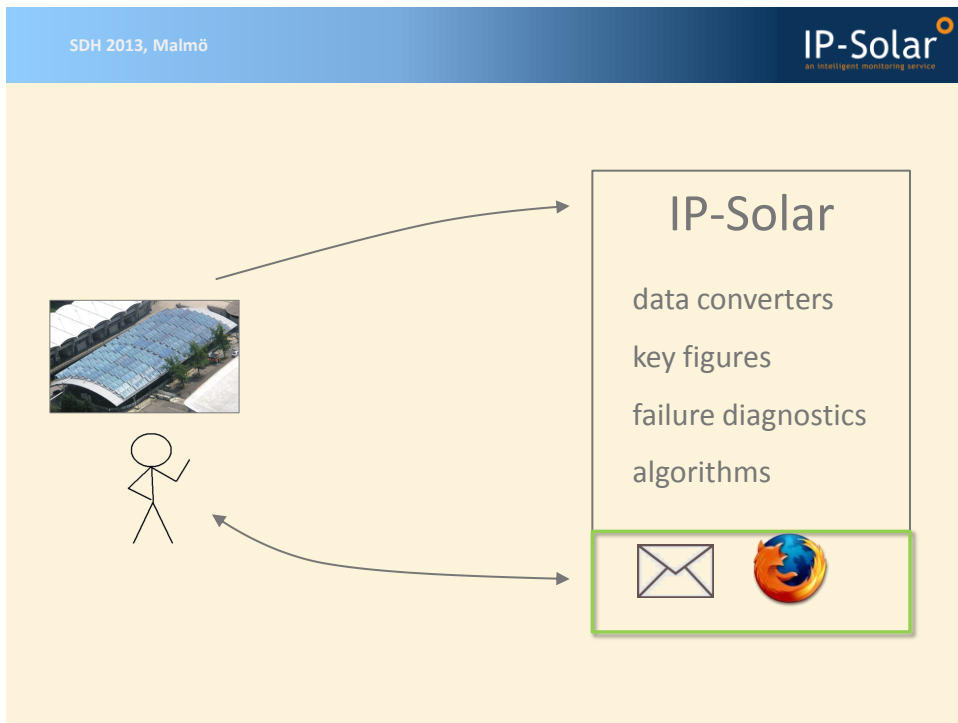 SDH 2013, Malmö
IP-Solar
an intelligent monitoring service
IP-Solar
data converters
key figures
failure diagnostics
algorithms